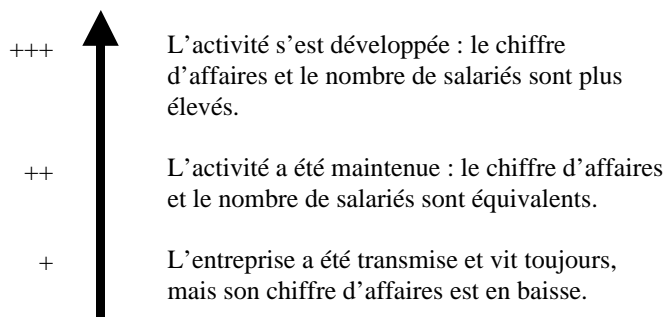 +++ L’activité s’est développée : le chiffre
d’affaires et le nombre de salariés sont plus
élevés.
++ L’activité a été maintenue : le chiffre d’affaires
et le nombre de salariés sont équivalents.
+ L’entreprise a été transmise et vit toujours,
mais son chiffre d’affaires est en baisse.